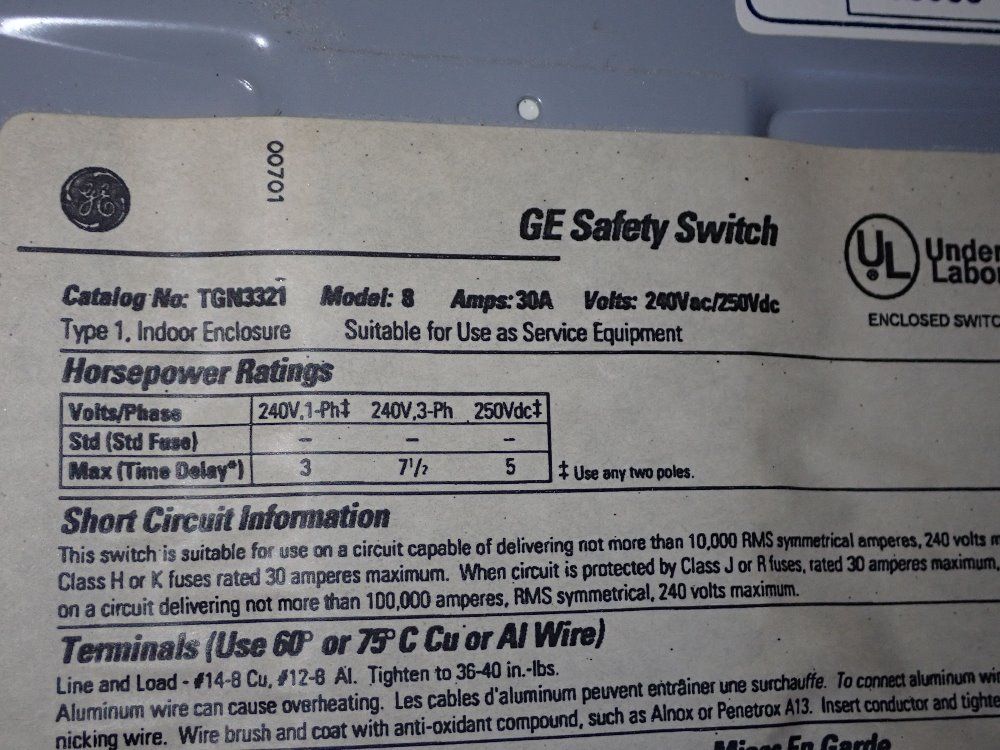 00701
GE
GE Safety Switch
UL
Under
Labor
ENCLOSED SWITC
Catalog No: TGN3321 Model: 8 Amps: 30A Volts: 240Vac/250Vdc
Type 1, Indoor Enclosure Suitable for Use as Service Equipment
Horsepower Ratings
Volts/Phase 240V,1-Ph‡ 240V,3-Ph 250Vdc‡
Std (Std Fuse) – – –
Max (Time Delay*) 3 7 1/2 5
‡ Use any two poles.
Short Circuit Information
This switch is suitable for use on a circuit capable of delivering not more than 10,000 RMS symmetrical amperes, 240 volts m
Class H or K fuses rated 30 amperes maximum. When circuit is protected by Class J or R fuses, rated 30 amperes maximum,
on a circuit delivering not more than 100,000 amperes, RMS symmetrical, 240 volts maximum.
Terminals (Use 60° or 75° C Cu or Al Wire)
Line and Load - #14-8 Cu, #12-8 Al. Tighten to 36-40 in.-lbs.
Aluminum wire can cause overheating. Les cables d'aluminum peuvent entrâiner une surchauffe. To connect aluminum wir
nicking wire. Wire brush and coat with anti-oxidant compound, such as Alnox or Penetrox A13. Insert conductor and tighte
En Garde